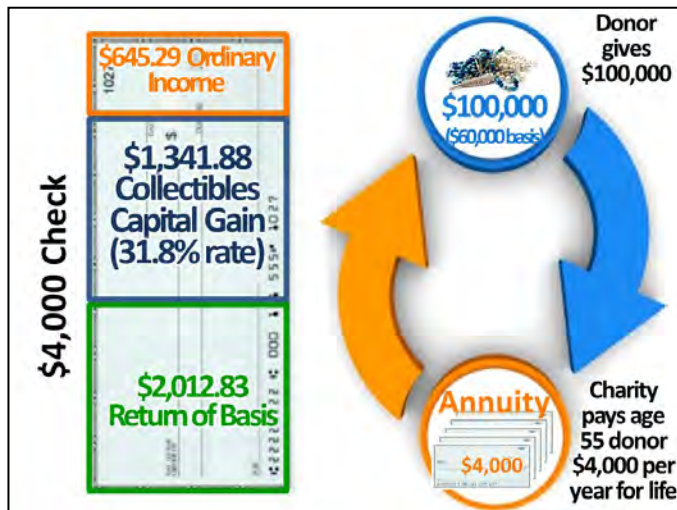 $4,000 Check
$645.29 Ordinary
Income
1027
$1,341.88
Collectibles
Capital Gain
(31.8% rate)
$
$2,012.83
Return of Basis
$100,000
($60,000 basis)
Donor
gives
$100,000
Annuity
$4,000
Charity
pays age
55 donor
$4,000 per
year for life